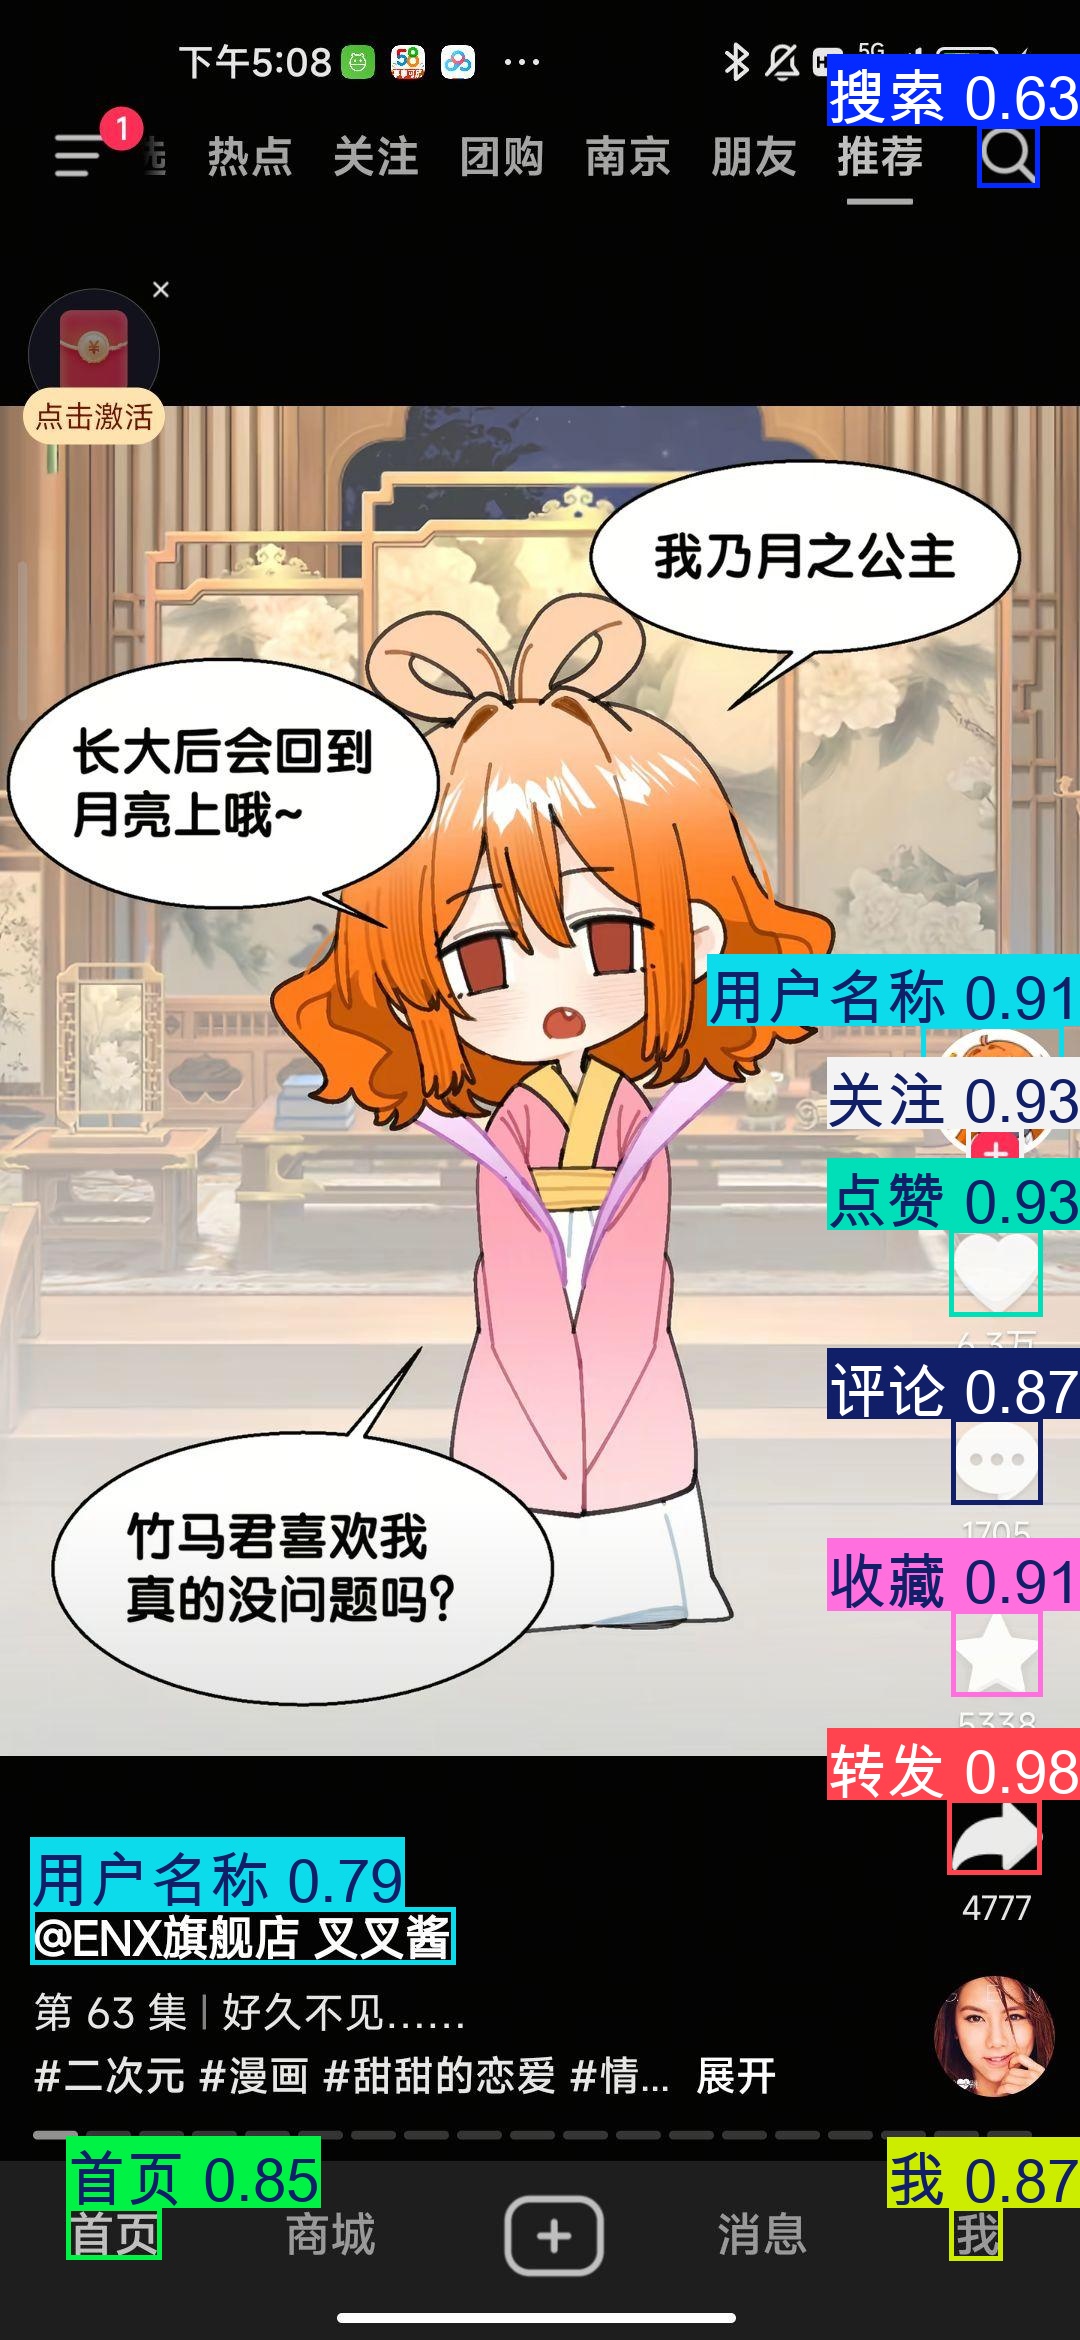 下午5:08
58
5G
搜索 0.63
1
热点 关注 团购 南京 朋友 推荐
点击激活
我乃月之公主
长大后会回到
月亮上哦~
用户名称 0.91
关注 0.93
点赞 0.93
评论 0.87
1705
收藏 0.91
5338
转发 0.98
4777
竹马君喜欢我
真的没问题吗？
用户名称 0.79
@ENX旗舰店 叉叉酱
第 63 集 | 好久不见……
#二次元 #漫画 #甜甜的恋爱 #情... 展开
首页 0.85
我 0.87
首页 商城 消息 我